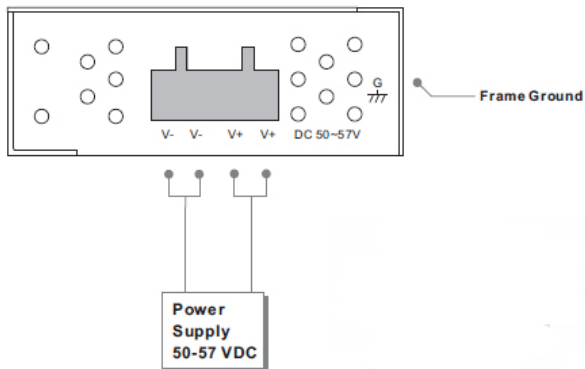 G
Frame Ground
V- V- V+ V+ DC 50~57V
Power
Supply
50-57 VDC